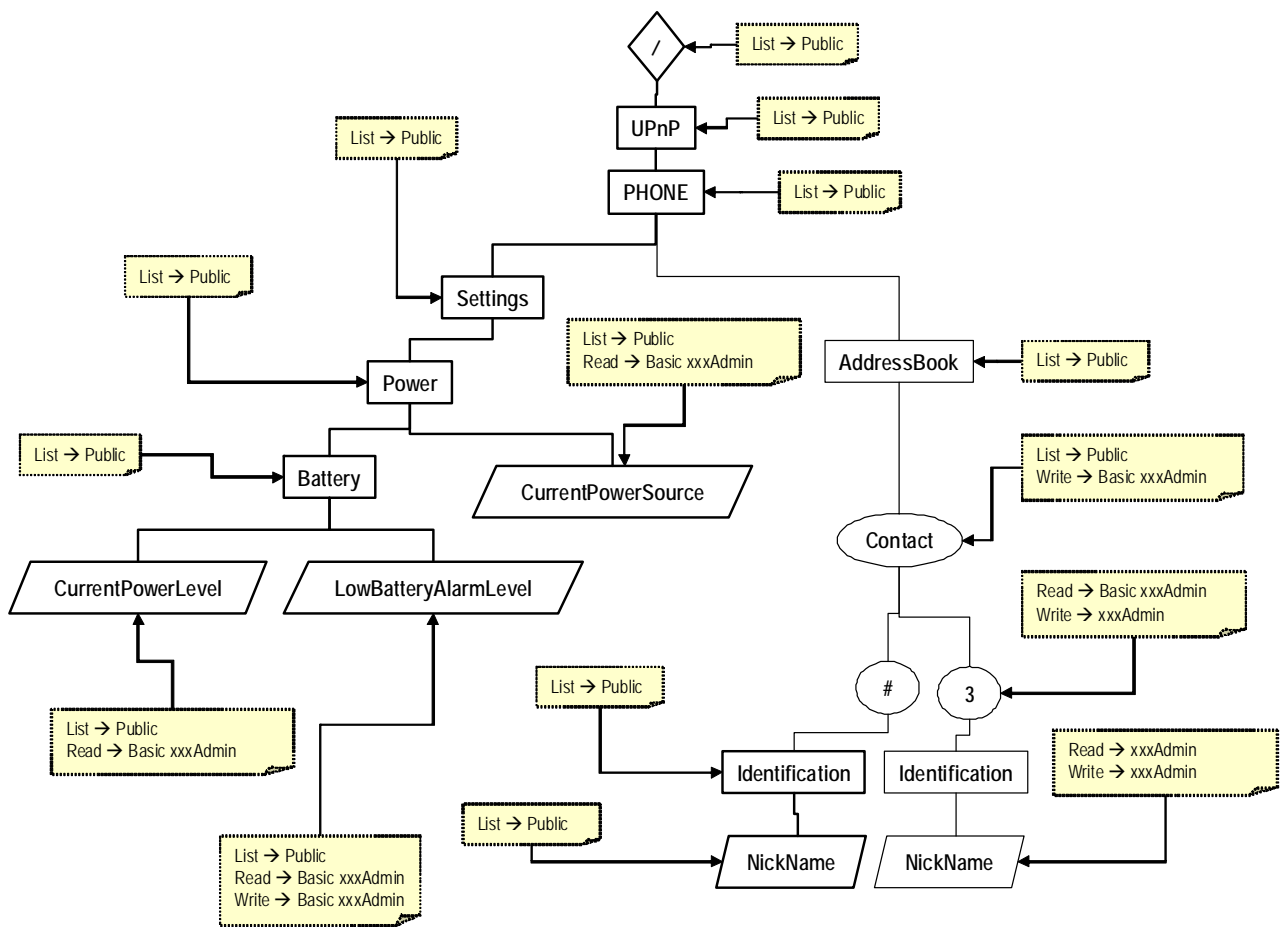 /
List → Public
UPnP
List → Public
List → Public
PHONE
List → Public
List → Public
Settings
List → Public
Read → Basic xxxAdmin
AddressBook
List → Public
Power
List → Public
Battery
CurrentPowerSource
List → Public
Write → Basic xxxAdmin
Contact
CurrentPowerLevel
LowBatteryAlarmLevel
Read → Basic xxxAdmin
Write → xxxAdmin
List → Public
#
3
List → Public
Read → Basic xxxAdmin
Identification
Identification
Read → xxxAdmin
Write → xxxAdmin
List → Public
NickName
NickName
List → Public
Read → Basic xxxAdmin
Write → Basic xxxAdmin